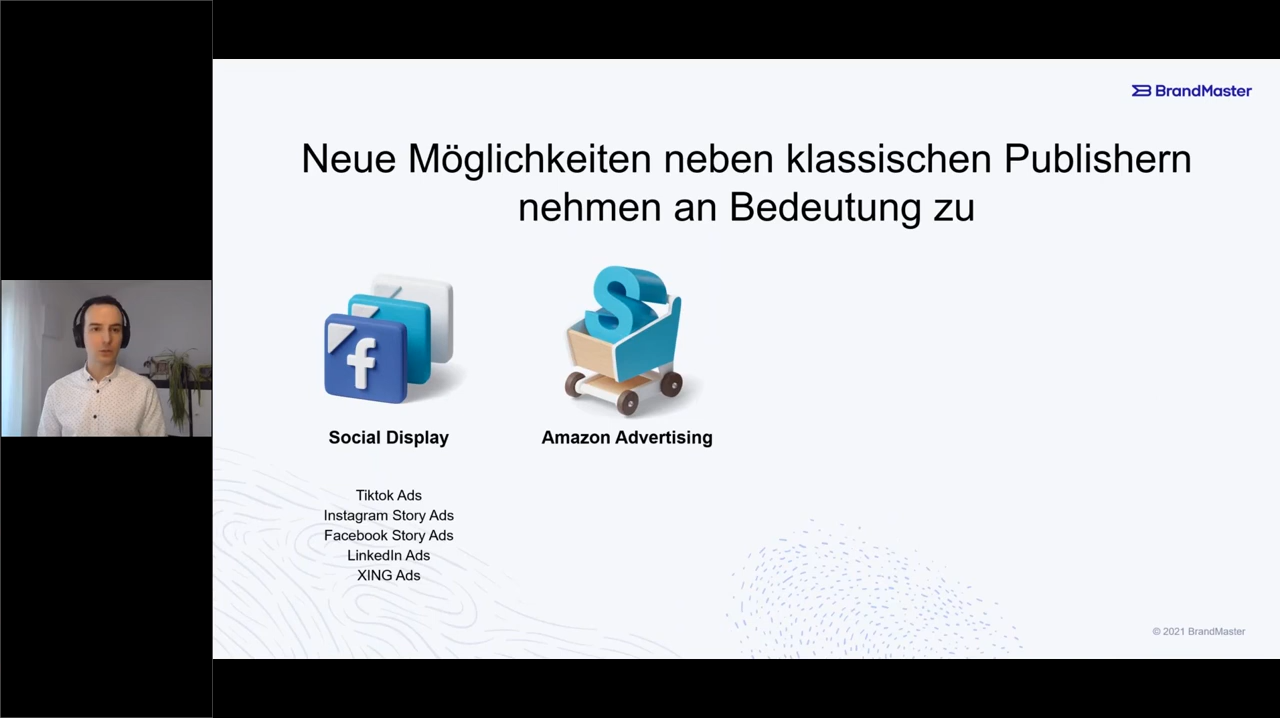 BrandMaster
Neue Möglichkeiten neben klassischen Publishern
nehmen an Bedeutung zu
f
S
Social Display
Amazon Advertising
Tiktok Ads
Instagram Story Ads
Facebook Story Ads
LinkedIn Ads
XING Ads
© 2021 BrandMaster